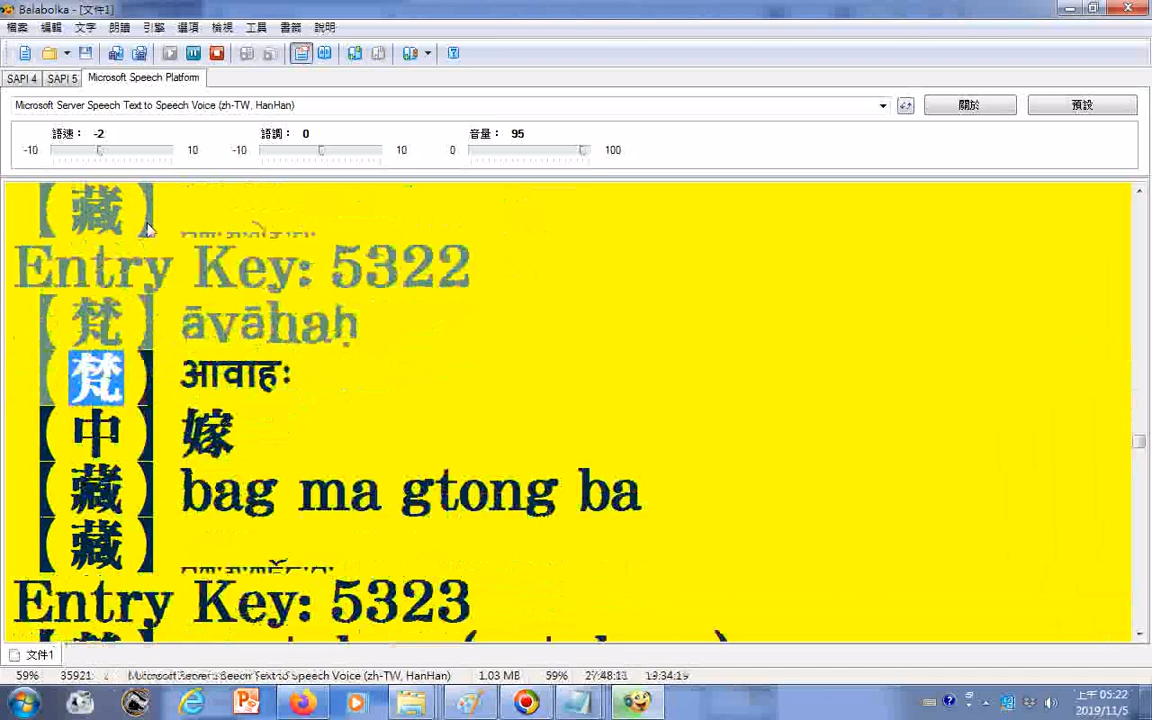 Balabolka - [文件1]
檔案 編輯 文字 朗讀 引擎 選項 檢視 工具 書籤 說明
SAPI 4 SAPI 5 Microsoft Speech Platform
Microsoft Server Speech Text to Speech Voice (zh-TW, HanHan) 關於 預設
語速： -2 語調： 0 音量： 95
-10 10 -10 10 0 100
【藏】
Entry Key: 5322
【梵】 āvāhaḥ
【梵】 आवाहः
【中】 嫁
【藏】 bag ma gtong ba
【藏】
Entry Key: 5323
文件1
59% 35921: Microsoft Server Speech Text to Speech Voice (zh-TW, HanHan) 1.03 MB 59% 27:48:11 19:34:19
上午 05:22
2019/11/5